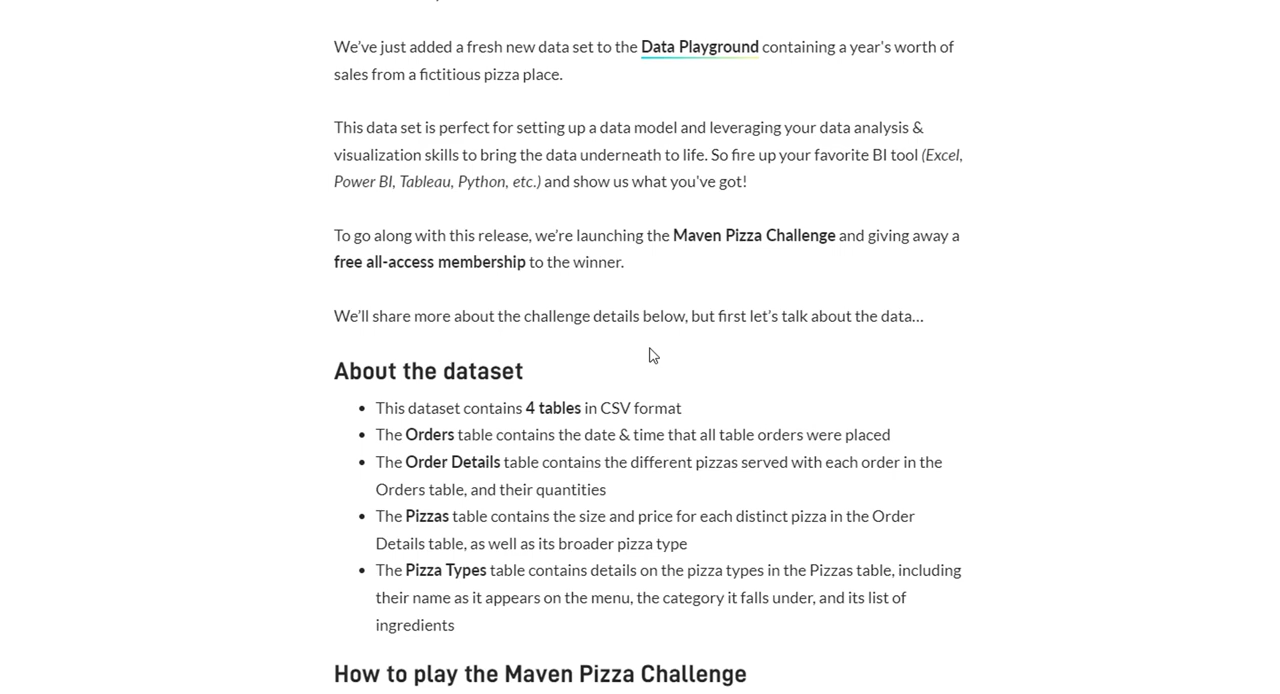 We’ve just added a fresh new data set to the Data Playground containing a year's worth of
sales from a fictitious pizza place.
This data set is perfect for setting up a data model and leveraging your data analysis &
visualization skills to bring the data underneath to life. So fire up your favorite BI tool (Excel,
Power BI, Tableau, Python, etc.) and show us what you've got!
To go along with this release, we’re launching the Maven Pizza Challenge and giving away a
free all-access membership to the winner.
We’ll share more about the challenge details below, but first let’s talk about the data…
About the dataset
• This dataset contains 4 tables in CSV format
• The Orders table contains the date & time that all table orders were placed
• The Order Details table contains the different pizzas served with each order in the
Orders table, and their quantities
• The Pizzas table contains the size and price for each distinct pizza in the Order
Details table, as well as its broader pizza type
• The Pizza Types table contains details on the pizza types in the Pizzas table, including
their name as it appears on the menu, the category it falls under, and its list of
ingredients
How to play the Maven Pizza Challenge